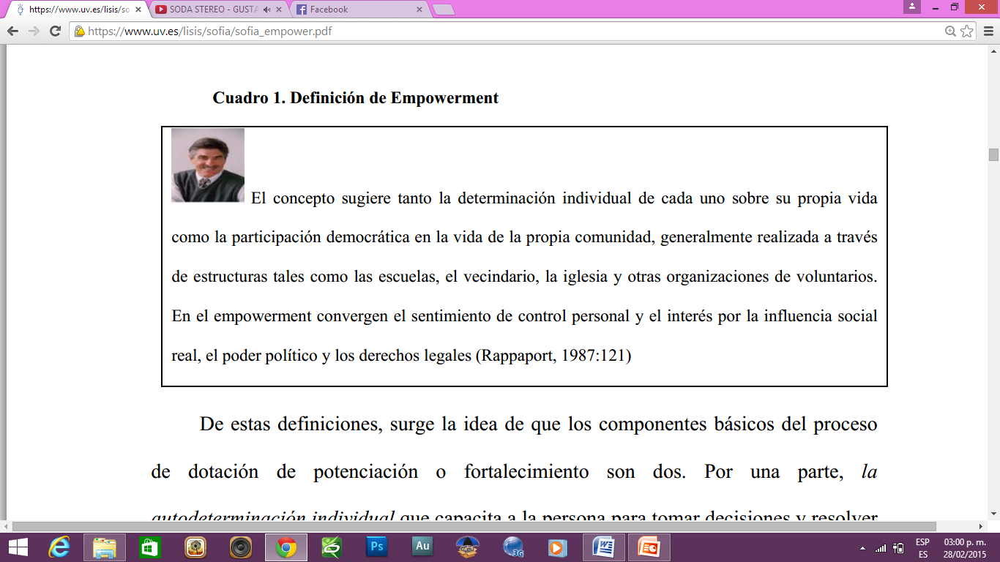 https://www.uv.es/lisis/so
SODA STEREO - GUSTA
Facebook
https://www.uv.es/lisis/sofia/sofia_empower.pdf
Cuadro 1. Definición de Empowerment
El concepto sugiere tanto la determinación individual de cada uno sobre su propia vida
como la participación democrática en la vida de la propia comunidad, generalmente realizada a través
de estructuras tales como las escuelas, el vecindario, la iglesia y otras organizaciones de voluntarios.
En el empowerment convergen el sentimiento de control personal y el interés por la influencia social
real, el poder político y los derechos legales (Rappaport, 1987:121)
De estas definiciones, surge la idea de que los componentes básicos del proceso
de dotación de potenciación o fortalecimiento son dos. Por una parte, la
autodeterminación individual que capacita a la persona para tomar decisiones y resolver
Ps
Au
3G
ESP
ES
03:00 p. m.
28/02/2015